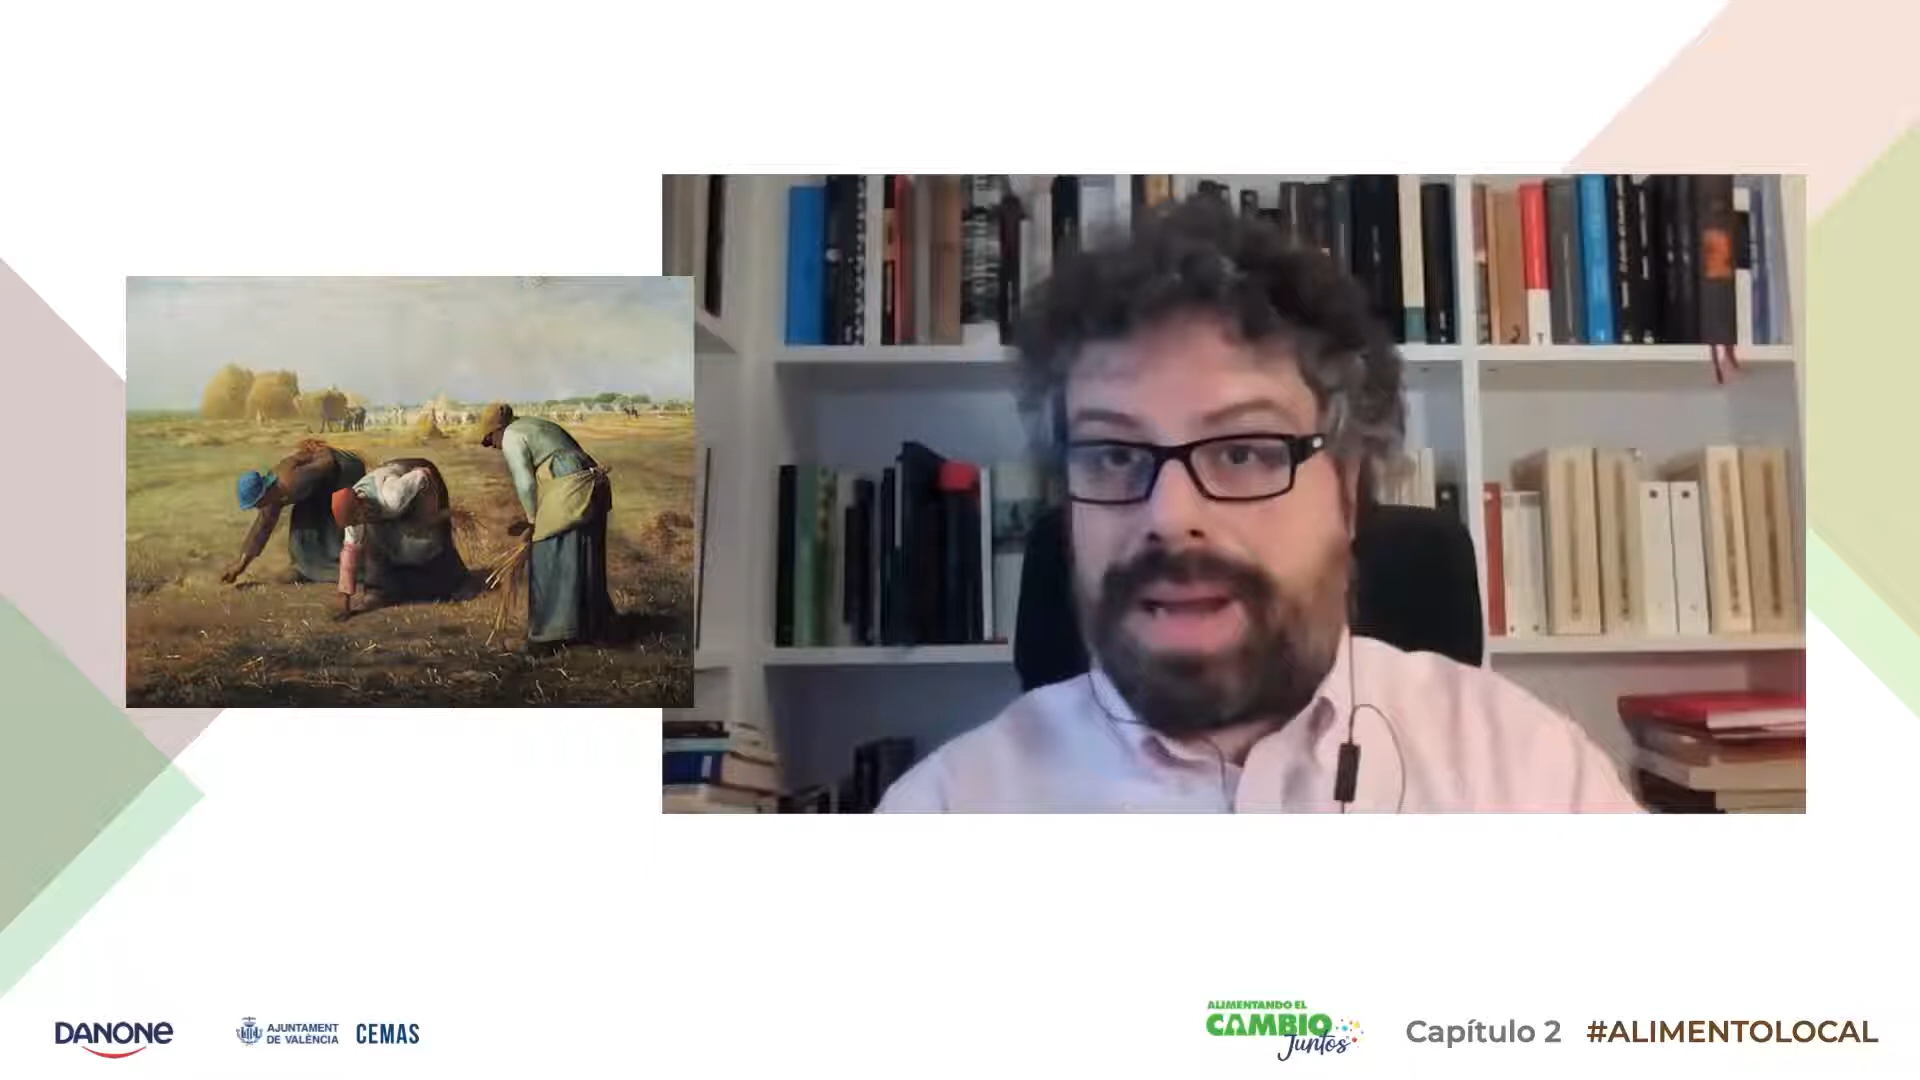 DANONE
AJUNTAMENT
DE VALÈNCIA
CEMAS
ALIMENTANDO EL
CAMBIO
Juntos
Capítulo 2
#ALIMENTOLOCAL